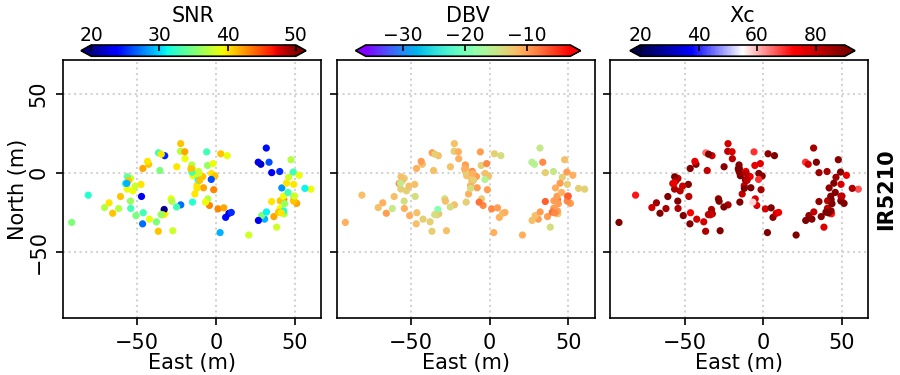 SNR
DBV
Xc
20 30 40 50
−30 −20 −10
20 40 60 80
50
0
−50
North (m)
IR5210
−50 0 50
−50 0 50
−50 0 50
East (m)
East (m)
East (m)